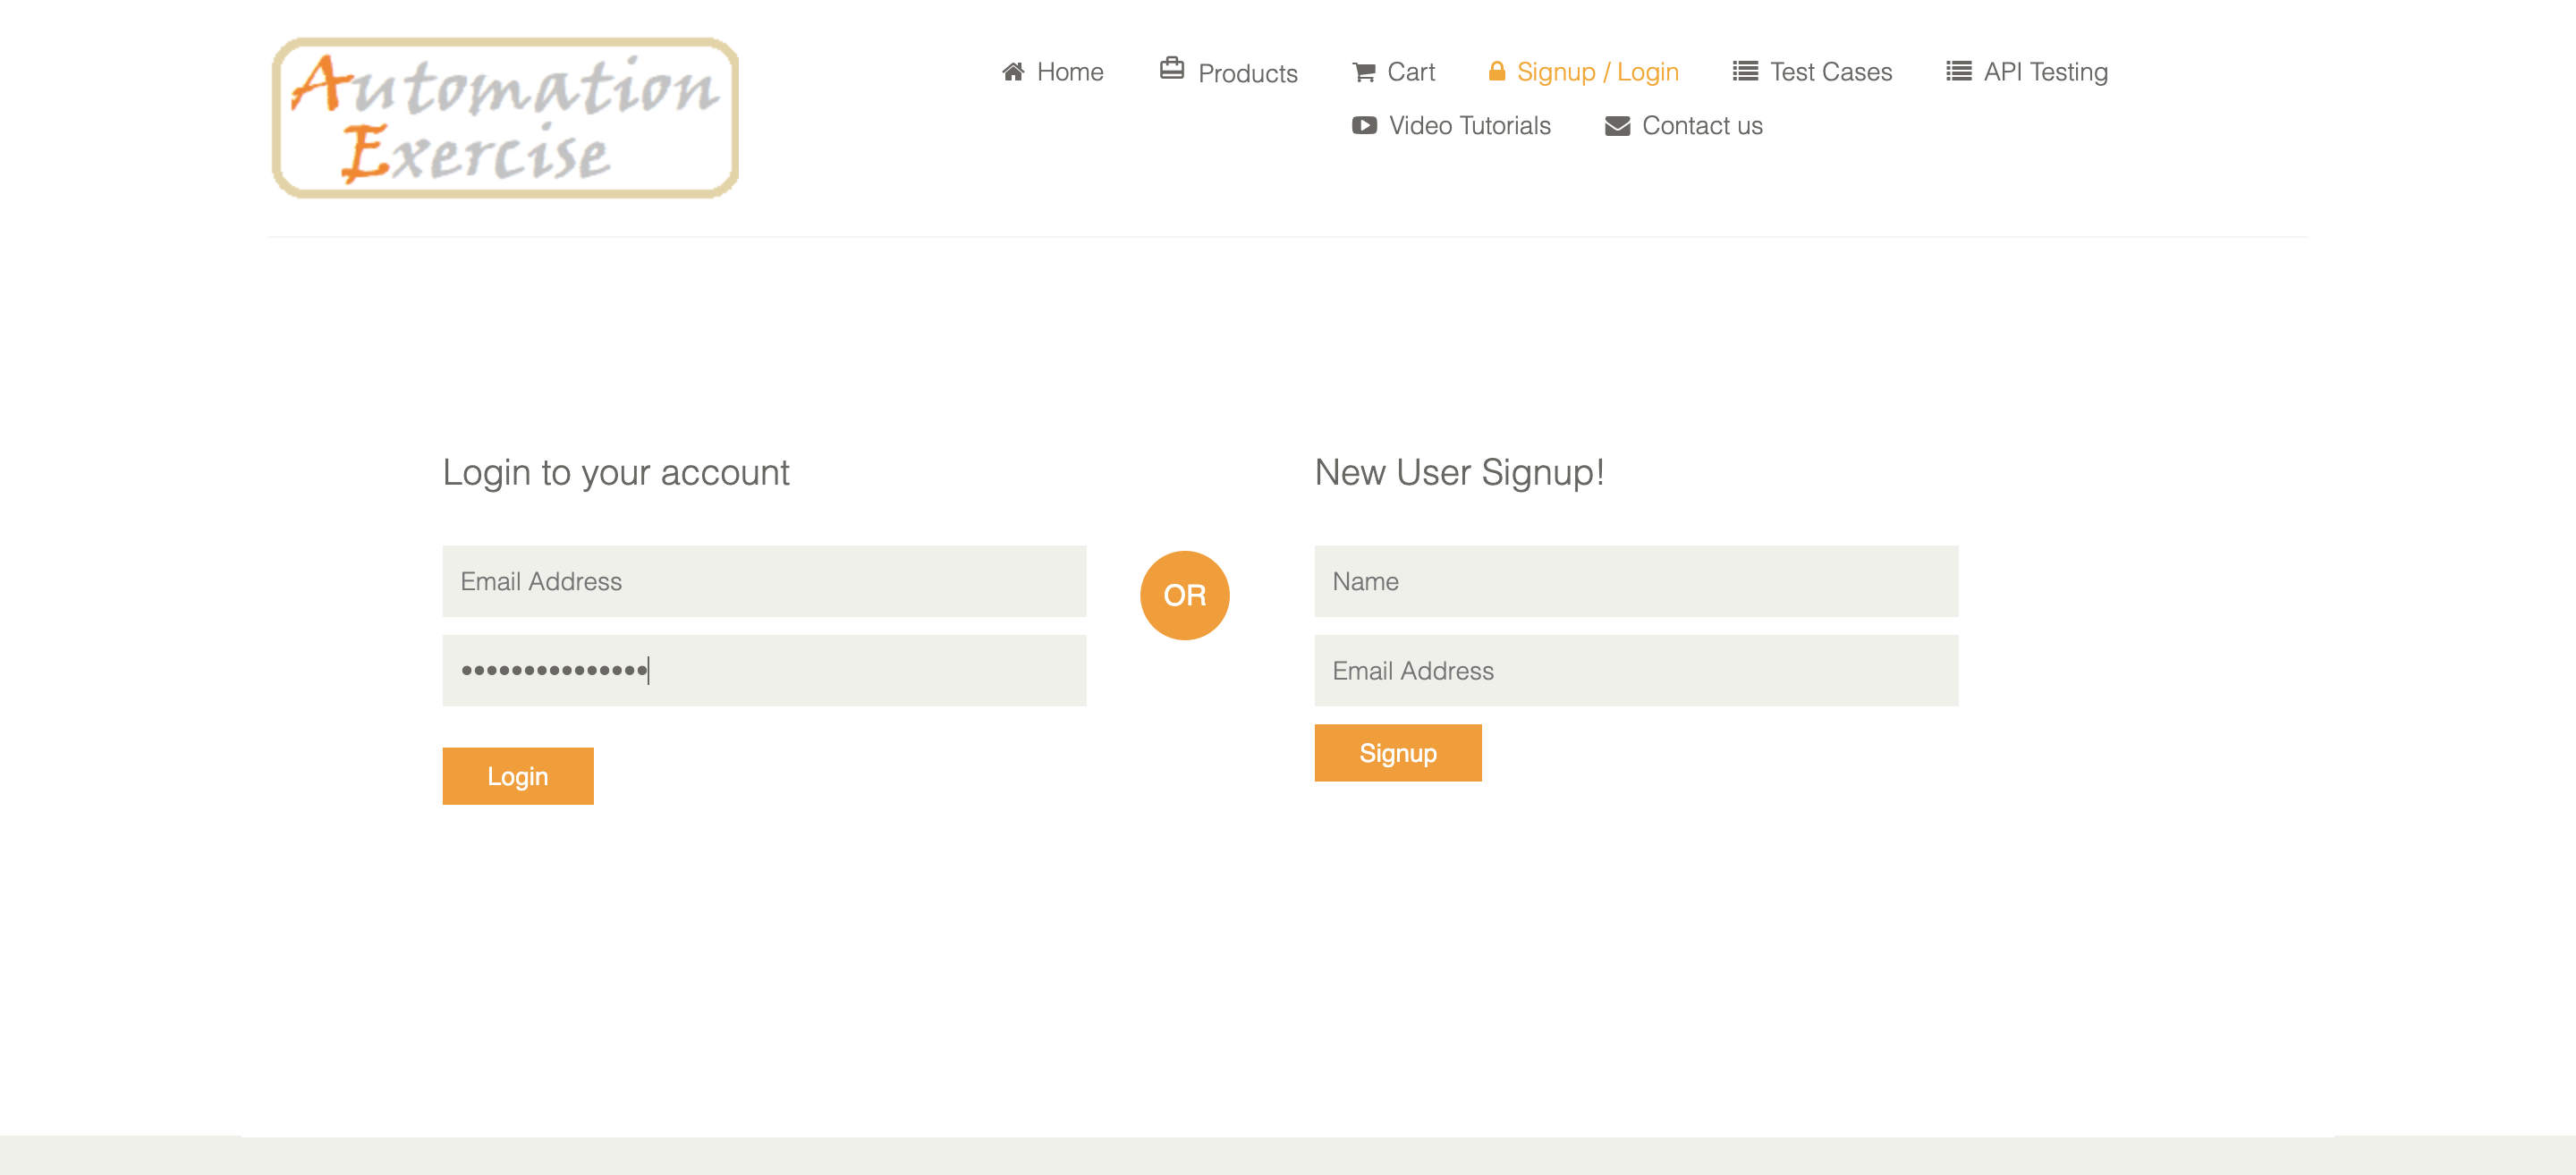 Automation
Exercise
Home Products Cart Signup / Login Test Cases API Testing
Video Tutorials Contact us
Login to your account
Email Address
•••••••••••••••
Login
OR
New User Signup!
Name
Email Address
Signup